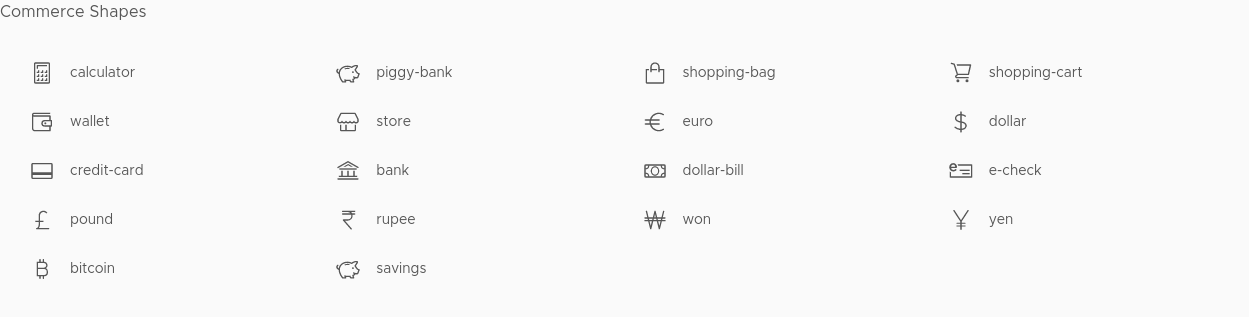 Commerce Shapes
calculator piggy-bank shopping-bag shopping-cart
wallet store euro dollar
credit-card bank dollar-bill e-check
pound rupee won yen
bitcoin savings